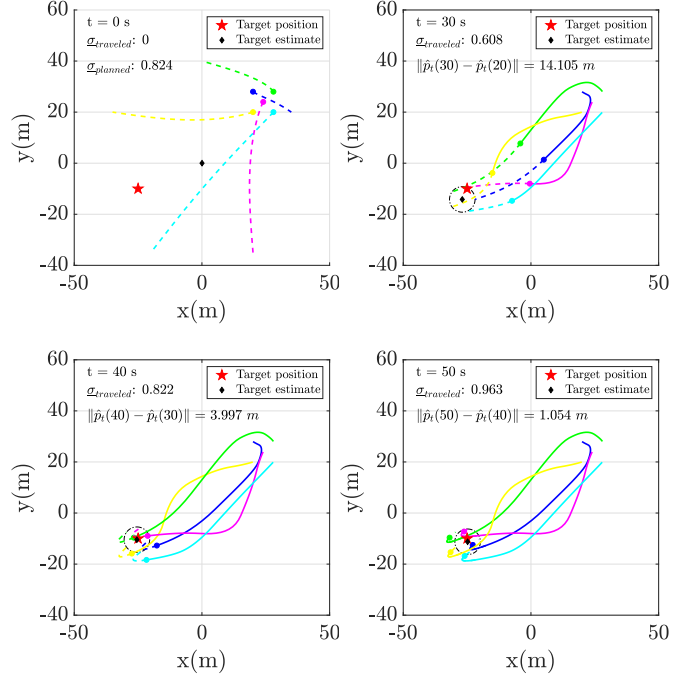 t = 0 s
σ_traveled: 0
σ_planned: 0.824
Target position
Target estimate
60
40
20
0
-20
-40
-50
0
50
x(m)
y(m)
t = 30 s
σ_traveled: 0.608
‖p̂_t(30) − p̂_t(20)‖ = 14.105 m
Target position
Target estimate
60
40
20
0
-20
-40
-50
0
50
x(m)
y(m)
t = 40 s
σ_traveled: 0.822
‖p̂_t(40) − p̂_t(30)‖ = 3.997 m
Target position
Target estimate
60
40
20
0
-20
-40
-50
0
50
x(m)
y(m)
t = 50 s
σ_traveled: 0.963
‖p̂_t(50) − p̂_t(40)‖ = 1.054 m
Target position
Target estimate
60
40
20
0
-20
-40
-50
0
50
x(m)
y(m)